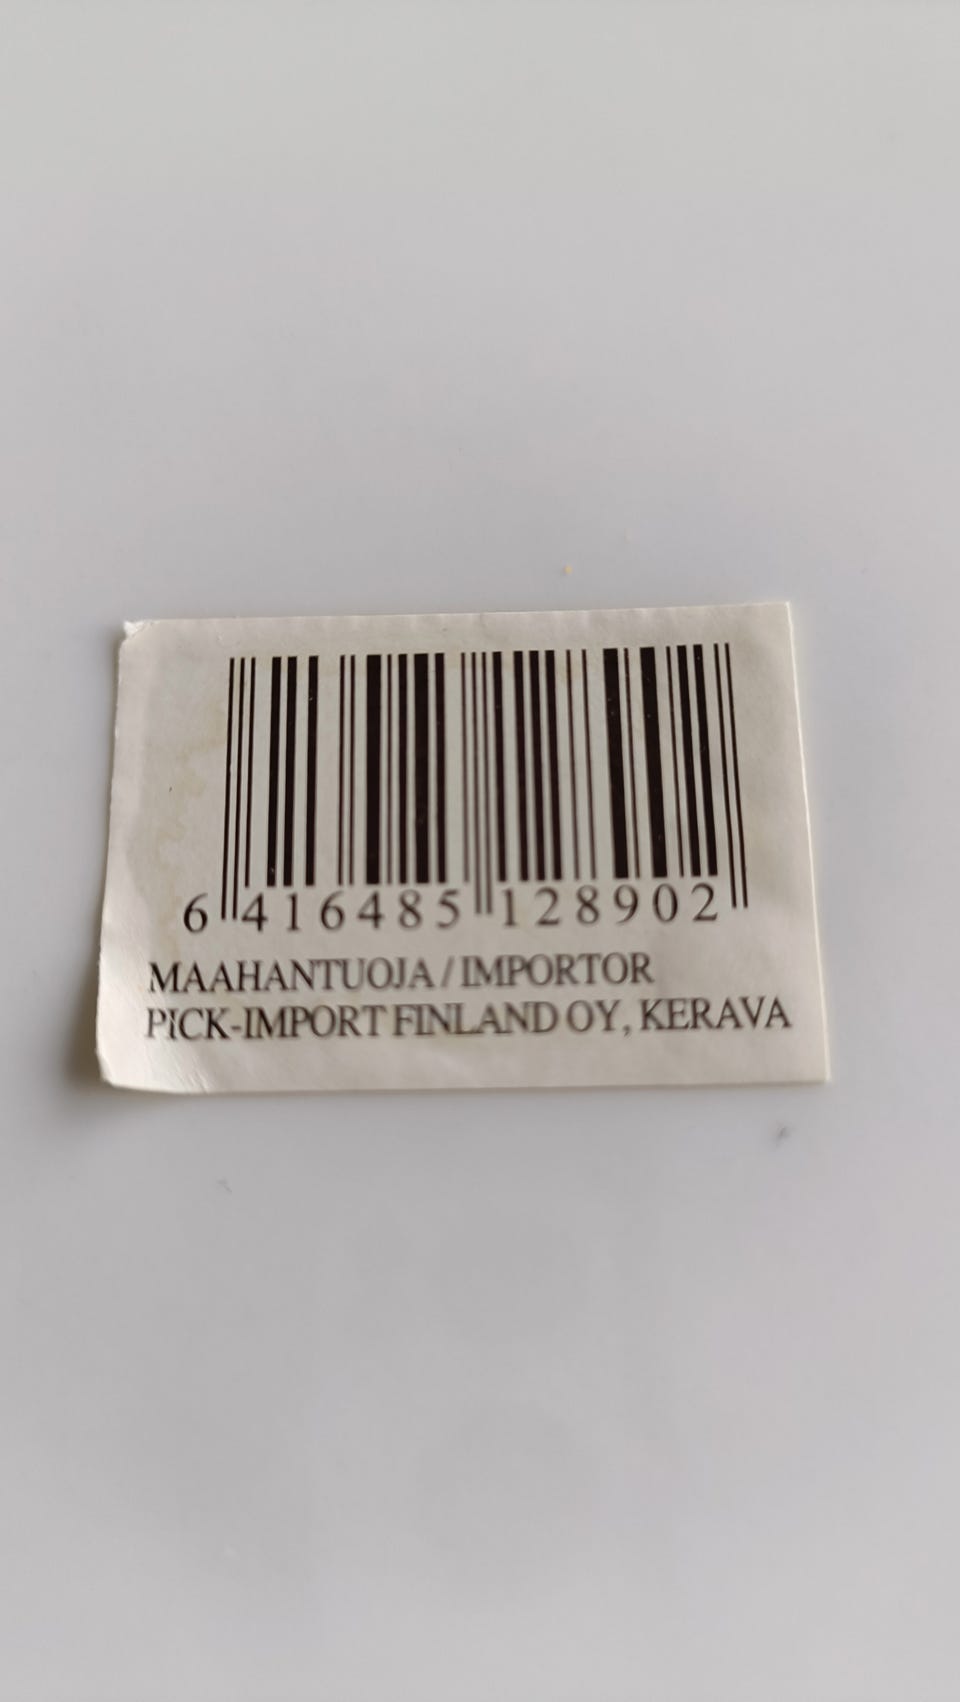 6 416485 128902
MAAHANTUOJA / IMPORTOR
PICK-IMPORT FINLAND OY, KERAVA